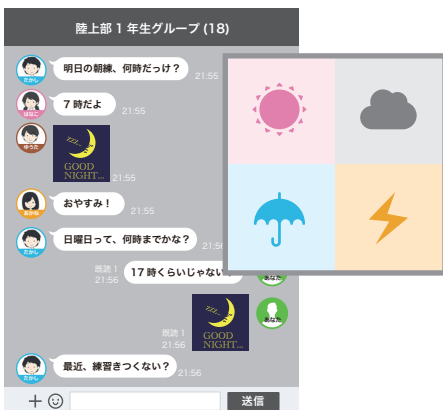 陸上部 1 年生グループ (18)
明日の朝練、何時だっけ？
21:55
たかし
7 時だよ
21:55
はなこ
ZZZ...
GOOD
NIGHT...
21:55
ゆうた
おやすみ！
21:55
あかね
日曜日って、何時までかな？
21:56
たかし
既読 1
21:56
17 時くらいじゃない
あなた
ZZZ...
GOOD
NIGHT...
既読 1
21:56
あなた
最近、練習きつくない？
21:56
たかし
送信